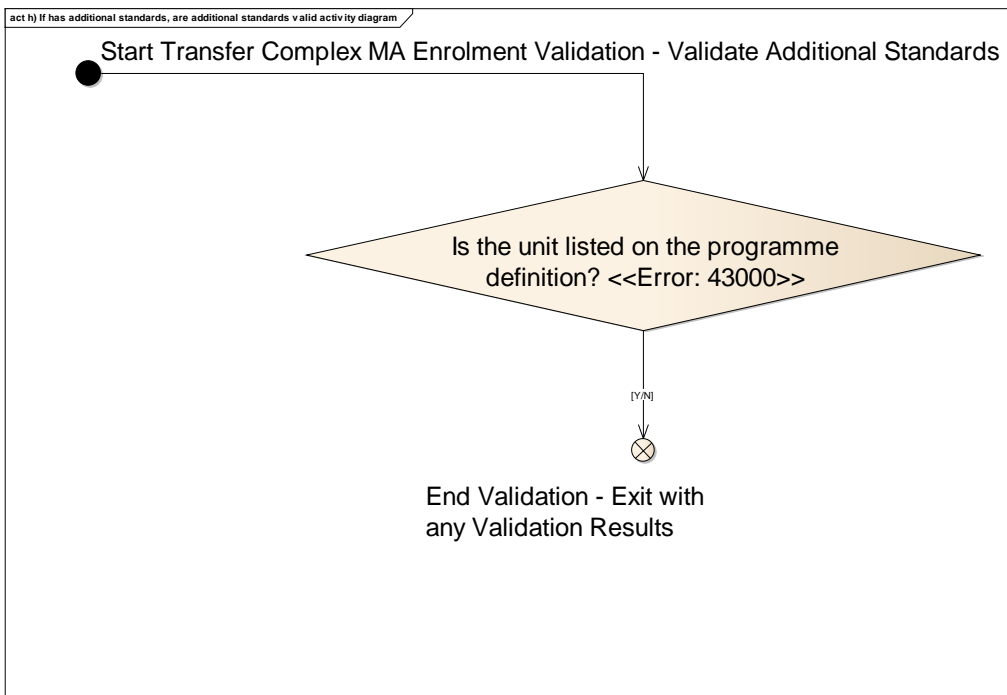 act h) If has additional standards, are additional standards valid activity diagram
Start Transfer Complex MA Enrolment Validation - Validate Additional Standards
Is the unit listed on the programme
definition? <<Error: 43000>>
[Y/N]
End Validation - Exit with
any Validation Results